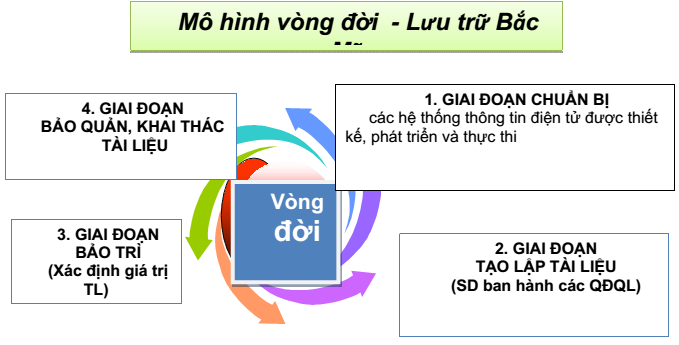 Mô hình vòng đời - Lưu trữ Bắc
1. GIAI ĐOẠN CHUẨN BỊ
các hệ thống thông tin điện tử được thiết
kế, phát triển và thực thi
4. GIAI ĐOẠN
BẢO QUẢN, KHAI THÁC
TÀI LIỆU
Vòng
đời
3. GIAI ĐOẠN
BẢO TRÌ
(Xác định giá trị
TL)
2. GIAI ĐOẠN
TẠO LẬP TÀI LIỆU
(SD ban hành các QĐQL)